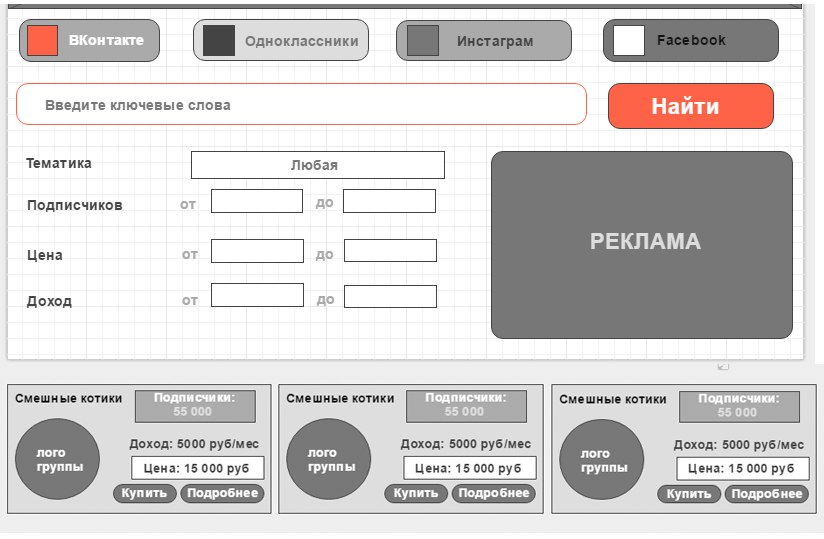 ВКонтакте
Одноклассники
Инстаграм
Facebook
Введите ключевые слова
Найти
Тематика
Любая
Подписчиков
от
до
Цена
от
до
Доход
от
до
РЕКЛАМА
Смешные котики
Подписчики:
55 000
лого
группы
Доход: 5000 руб/мес
Цена: 15 000 руб
Купить
Подробнее
Смешные котики
Подписчики:
55 000
лого
группы
Доход: 5000 руб/мес
Цена: 15 000 руб
Купить
Подробнее
Смешные котики
Подписчики:
55 000
лого
группы
Доход: 5000 руб/мес
Цена: 15 000 руб
Купить
Подробнее